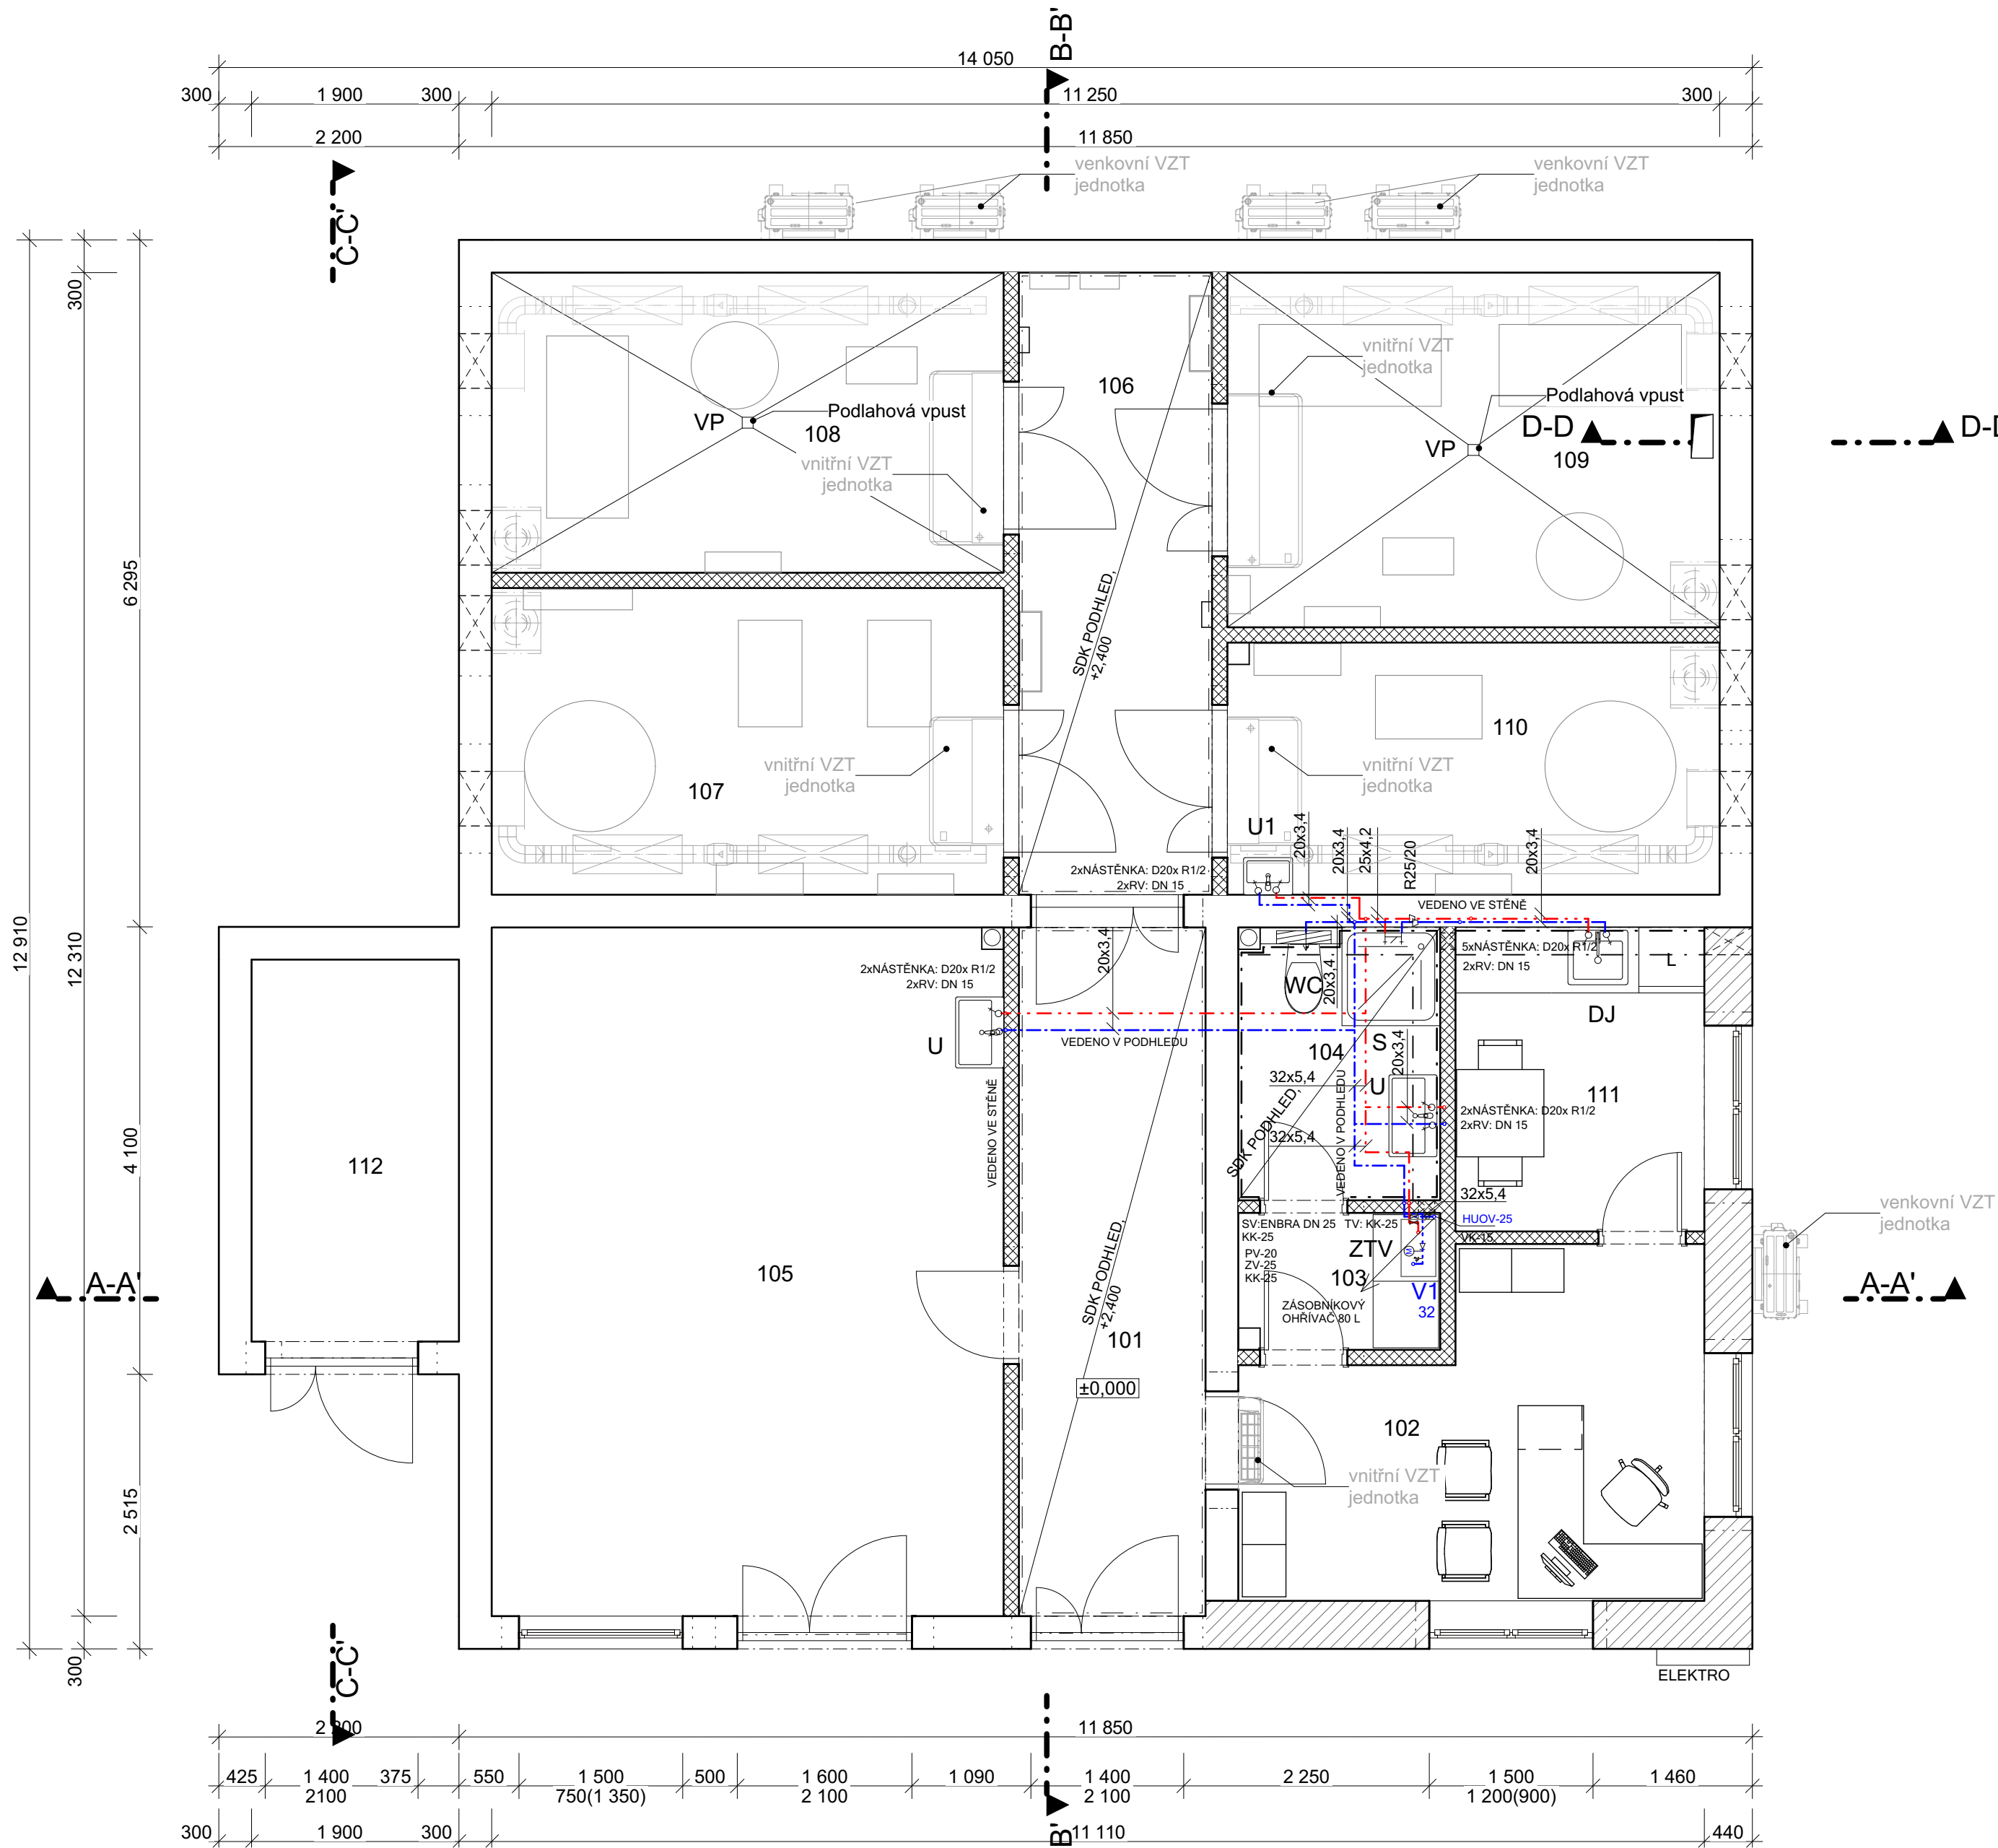 B-B'
14 050
300
1 900
300
11 250
300
2 200
11 850
C-C'
venkovní VZT
jednotka
venkovní VZT
jednotka
300
6 295
12 910
12 310
4 100
2 515
300
106
VP
Podlahová vpust
108
vnitřní VZT
jednotka
vnitřní VZT
jednotka
Podlahová vpust
VP
109
D-D
SDK PODHLED,
+2,400
107
vnitřní VZT
jednotka
110
vnitřní VZT
jednotka
U1
20x3,4
20x3,4
25x4,2
R25/20
20x3,4
2xNÁSTĚNKA: D20x R1/2
2xRV: DN 15
VEDENO VE STĚNĚ
2xNÁSTĚNKA: D20x R1/2
2xRV: DN 15
20x3,4
U
VEDENO V PODHLEDU
VEDENO VE STĚNĚ
WC
20x3,4
5xNÁSTĚNKA: D20x R1/2
2xRV: DN 15
L
DJ
104
S
20x3,4
U
32x5,4
32x5,4
VEDENO V PODHLEDU
SDK PODHLED,
111
2xNÁSTĚNKA: D20x R1/2
2xRV: DN 15
32x5,4
HUOV-25
VK-15
SV:ENBRA DN 25
KK-25
TV: KK-25
PV-20
ZV-25
KK-25
ZTV
103
M
V1
32
ZÁSOBNÍKOVÝ
OHŘÍVAČ 80 L
venkovní VZT
jednotka
112
105
SDK PODHLED,
+2,400
101
±0,000
102
vnitřní VZT
jednotka
A-A'
A-A'
C-C'
ELEKTRO
2 200
11 850
425
1 400
2100
375
550
1 500
750(1 350)
500
1 600
2 100
1 090
1 400
2 100
2 250
1 500
1 200(900)
1 460
300
1 900
300
B'
11 110
440